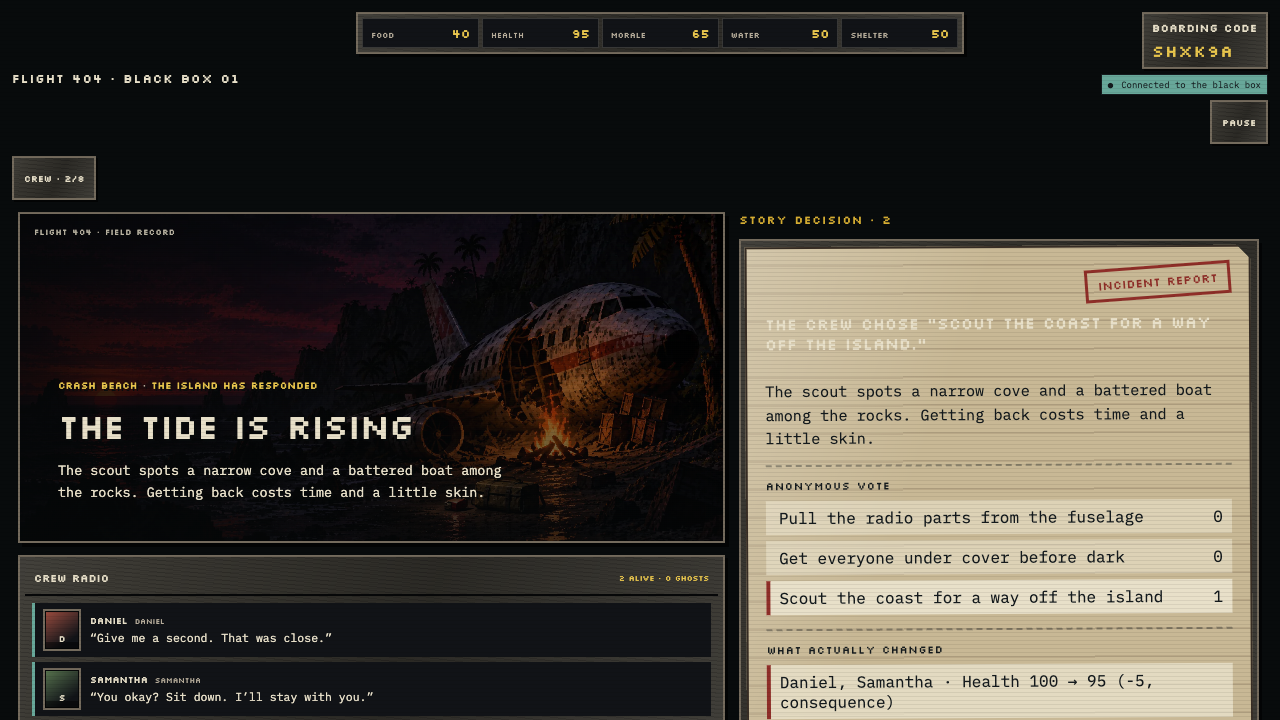 FOOD 40 HEALTH 95 MORALE 65 WATER 50 SHELTER 50
BOARDING CODE
SHXK9A
FLIGHT 404 · BLACK BOX 01
● Connected to the black box
PAUSE
CREW · 2/8
FLIGHT 404 · FIELD RECORD
CRASH BEACH · THE ISLAND HAS RESPONDED
THE TIDE IS RISING
The scout spots a narrow cove and a battered boat among
the rocks. Getting back costs time and a little skin.
CREW RADIO
2 ALIVE · 0 GHOSTS
D
DANIEL DANIEL
“Give me a second. That was close.”
S
SAMANTHA SAMANTHA
“You okay? Sit down. I’ll stay with you.”
STORY DECISION · 2
INCIDENT REPORT
THE CREW CHOSE "SCOUT THE COAST FOR A WAY
OFF THE ISLAND."
The scout spots a narrow cove and a battered boat
among the rocks. Getting back costs time and a
little skin.
ANONYMOUS VOTE
Pull the radio parts from the fuselage 0
Get everyone under cover before dark 0
Scout the coast for a way off the island 1
WHAT ACTUALLY CHANGED
Daniel, Samantha · Health 100 → 95 (-5,
consequence)